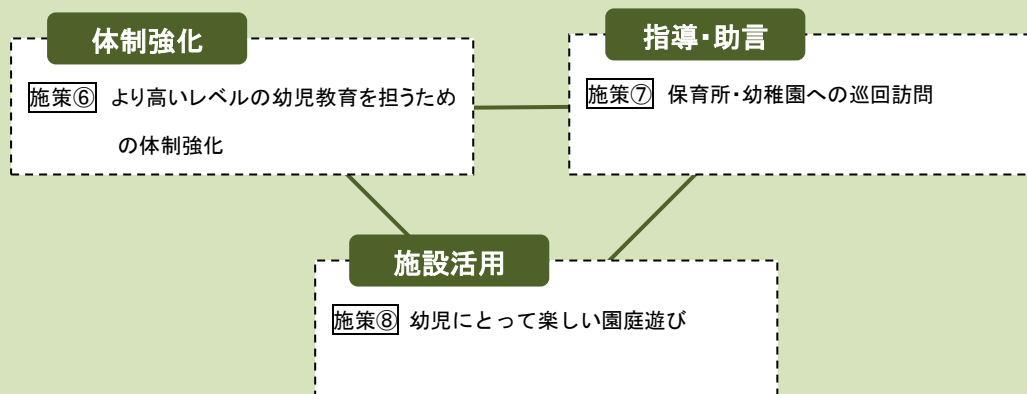 体制強化
施策⑥ より高いレベルの幼児教育を担うため
の体制強化
指導・助言
施策⑦ 保育所・幼稚園への巡回訪問
施設活用
施策⑧ 幼児にとって楽しい園庭遊び